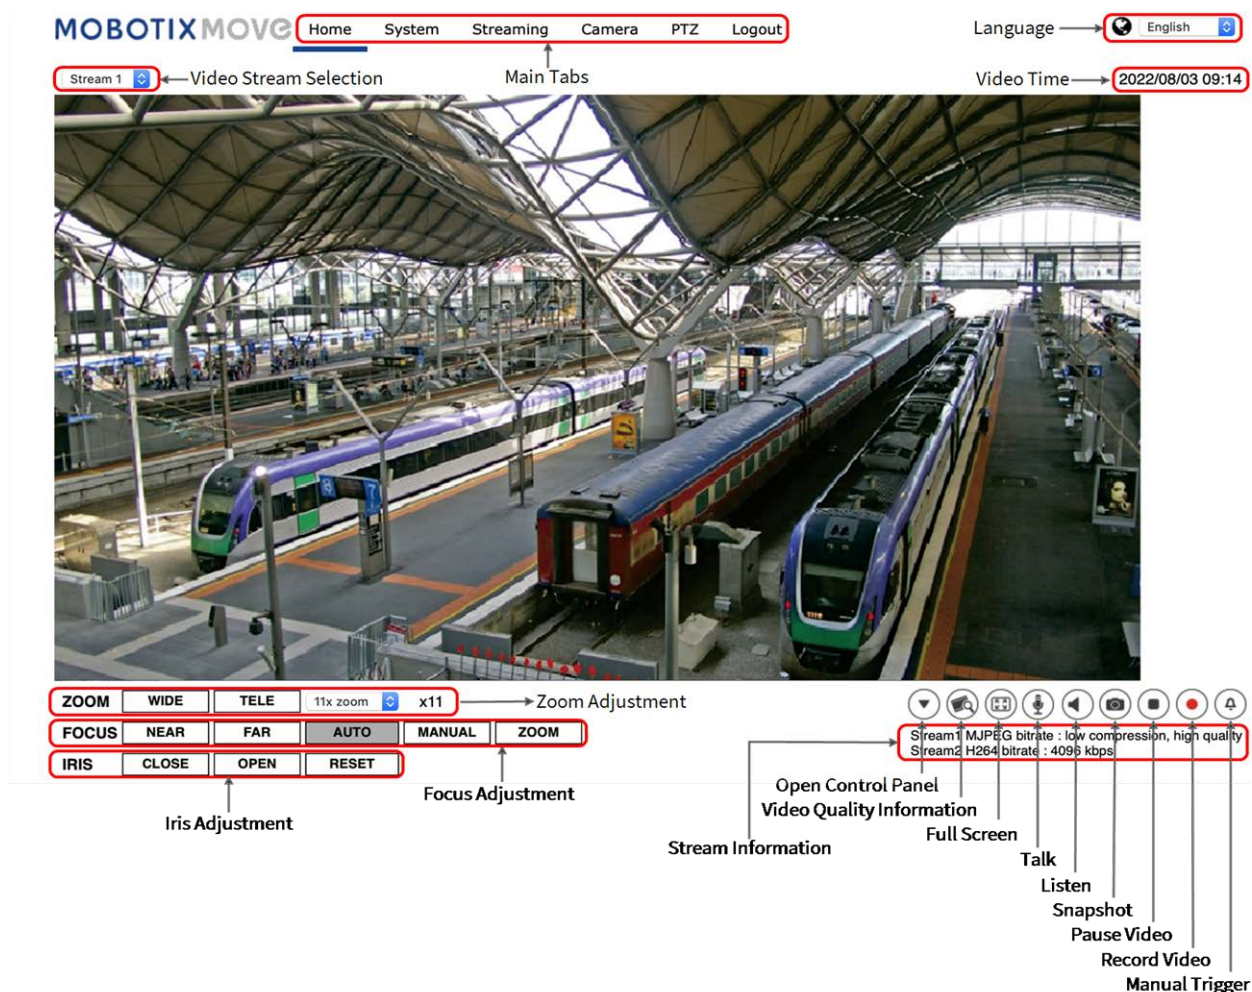 MOBOTIX MOVE
Home System Streaming Camera PTZ Logout
Language
English
Stream 1
Video Stream Selection
Main Tabs
Video Time
2022/08/03 09:14
7
ZOOM WIDE TELE 11x zoom x11
Zoom Adjustment
FOCUS NEAR FAR AUTO MANUAL ZOOM
Stream1 MJPEG bitrate : low compression, high quality
Stream2 H264 bitrate : 4096 kbps
IRIS CLOSE OPEN RESET
Open Control Panel
Focus Adjustment
Video Quality Information
Iris Adjustment
Full Screen
Stream Information
Talk
Listen
Snapshot
Pause Video
Record Video
Manual Trigger